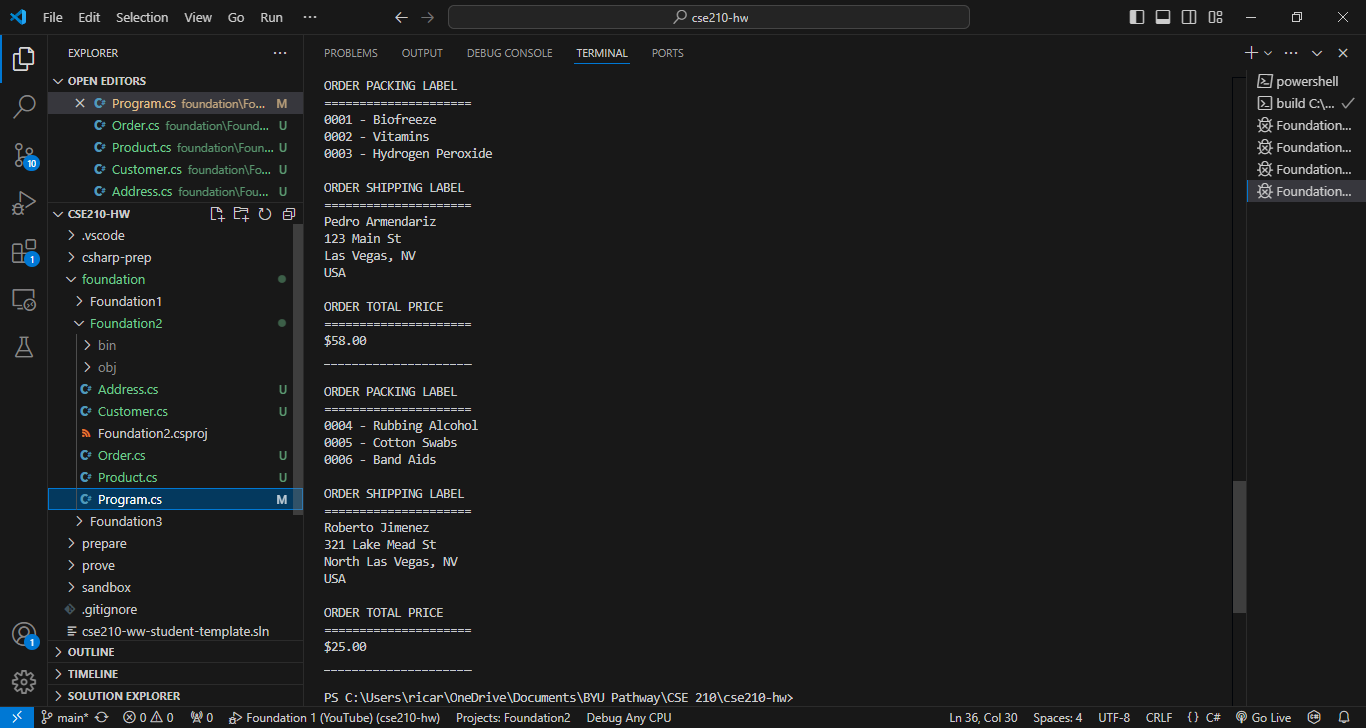 File Edit Selection View Go Run ··· cse210-hw
EXPLORER ···
OPEN EDITORS
Program.cs foundation\Fo... M
Order.cs foundation\Found... U
Product.cs foundation\Foun... U
Customer.cs foundation\Fo... U
Address.cs foundation\Fou... U
CSE210-HW
.vscode
csharp-prep
foundation
Foundation1
Foundation2
bin
obj
Address.cs U
Customer.cs U
Foundation2.csproj
Order.cs U
Product.cs U
Program.cs M
Foundation3
prepare
prove
sandbox
.gitignore
cse210-ww-student-template.sln
OUTLINE
TIMELINE
SOLUTION EXPLORER
10
1
1
PROBLEMS OUTPUT DEBUG CONSOLE TERMINAL PORTS
ORDER PACKING LABEL
=====================
0001 - Biofreeze
0002 - Vitamins
0003 - Hydrogen Peroxide
ORDER SHIPPING LABEL
=====================
Pedro Armendariz
123 Main St
Las Vegas, NV
USA
ORDER TOTAL PRICE
=====================
$58.00
_____________________
ORDER PACKING LABEL
=====================
0004 - Rubbing Alcohol
0005 - Cotton Swabs
0006 - Band Aids
ORDER SHIPPING LABEL
=====================
Roberto Jimenez
321 Lake Mead St
North Las Vegas, NV
USA
ORDER TOTAL PRICE
=====================
$25.00
_____________________
PS C:\Users\ricar\OneDrive\Documents\BYU Pathway\CSE 210\cse210-hw>
powershell
build C:\...
Foundation...
Foundation...
Foundation...
Foundation...
main* 0 0 0 Foundation 1 (YouTube) (cse210-hw) Projects: Foundation2 Debug Any CPU Ln 36, Col 30 Spaces: 4 UTF-8 CRLF {} C# Go Live